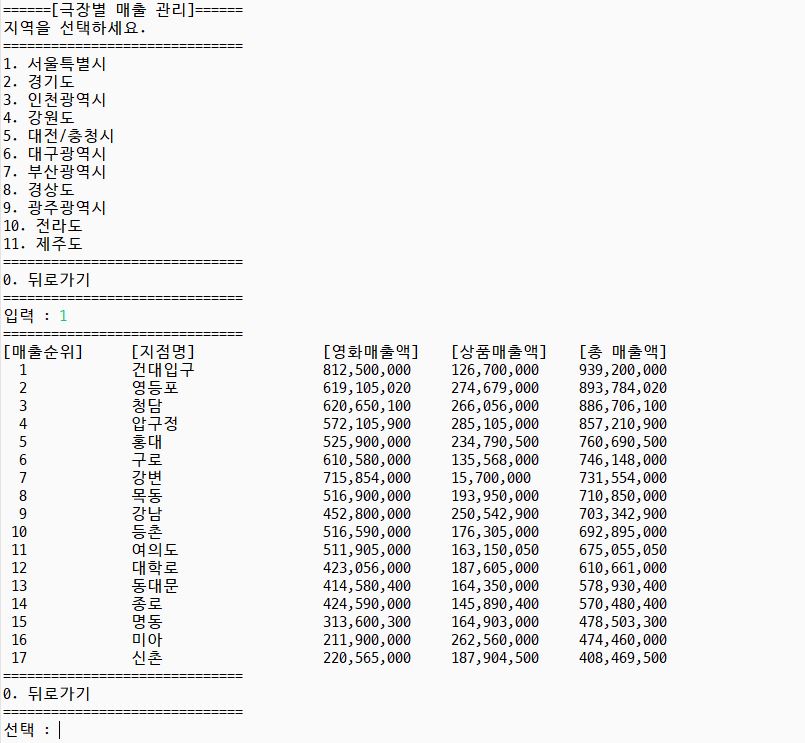 ======[극장별 매출 관리]======
지역을 선택하세요.
==============================
1. 서울특별시
2. 경기도
3. 인천광역시
4. 강원도
5. 대전/충청시
6. 대구광역시
7. 부산광역시
8. 경상도
9. 광주광역시
10. 전라도
11. 제주도
==============================
0. 뒤로가기
==============================
입력 : 1
==============================
[매출순위] [지점명] [영화매출액] [상품매출액] [총 매출액]
1 건대입구 812,500,000 126,700,000 939,200,000
2 영등포 619,105,020 274,679,000 893,784,020
3 청담 620,650,100 266,056,000 886,706,100
4 압구정 572,105,900 285,105,000 857,210,900
5 홍대 525,900,000 234,790,500 760,690,500
6 구로 610,580,000 135,568,000 746,148,000
7 강변 715,854,000 15,700,000 731,554,000
8 목동 516,900,000 193,950,000 710,850,000
9 강남 452,800,000 250,542,900 703,342,900
10 등촌 516,590,000 176,305,000 692,895,000
11 여의도 511,905,000 163,150,050 675,055,050
12 대학로 423,056,000 187,605,000 610,661,000
13 동대문 414,580,400 164,350,000 578,930,400
14 종로 424,590,000 145,890,400 570,480,400
15 명동 313,600,300 164,903,000 478,503,300
16 미아 211,900,000 262,560,000 474,460,000
17 신촌 220,565,000 187,904,500 408,469,500
==============================
0. 뒤로가기
==============================
선택 :